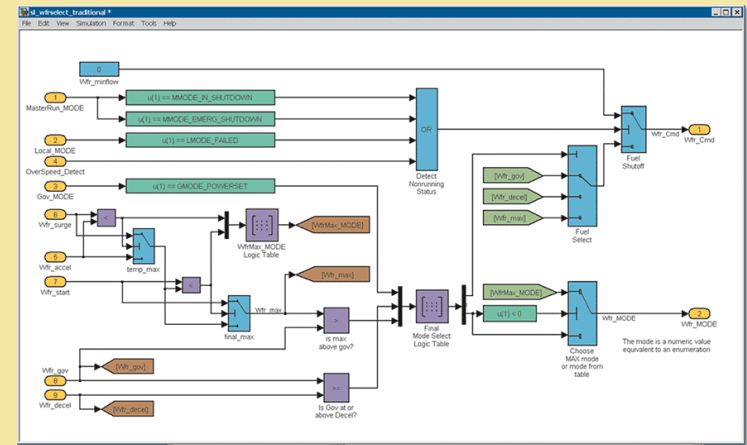 sl_wfrselect_traditional *
File Edit View Simulation Format Tools Help
0
Wfr_minflow
1
MasterRun_MODE
u(1) == MMODE_IN_SHUTDOWN
u(1) == MMODE_EMERG_SHUTDOWN
2
Local_MODE
u(1) == LMODE_FAILED
4
OverSpeed_Detect
OR
Detect
Nonrunning
Status
3
Gov_MODE
u(1) == GMODE_POWERSET
Fuel
Shutoff
Wfr_Cmd
1
Wfr_Cmd
[Wfr_gov]
[Wfr_decel]
[Wfr_max]
Fuel
Select
6
Wfr_surge
<
5
Wfr_accel
temp_max
WfrMax_MODE
Logic Table
[WfrMax_MODE]
7
Wfr_start
<
[Wfr_max]
Wfr_max
final_max
>
is max
above gov?
Final
Mode Select
Logic Table
[WfrMax_MODE]
u(1) < 0
Choose
MAX mode
or mode from
table
Wfr_MODE
2
Wfr_MODE
The mode is a numeric value
equivalent to an enumeration
Wfr_gov
[Wfr_gov]
8
9
Wfr_decel
[Wfr_decel]
>=
Is Gov at or
above Decel?